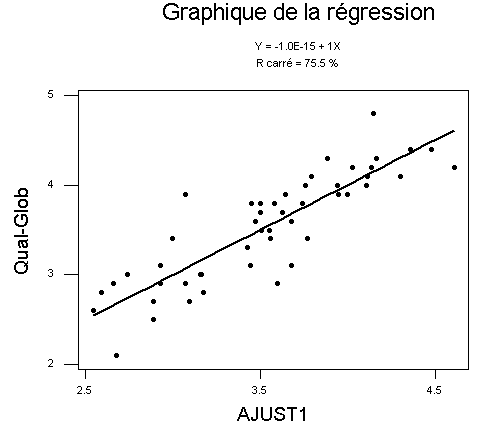 Graphique de la régression
Y = -1.0E-15 + 1X
R carré = 75.5 %
5
4
3
2
Qual-Glob
2.5 3.5 4.5
AJUST1